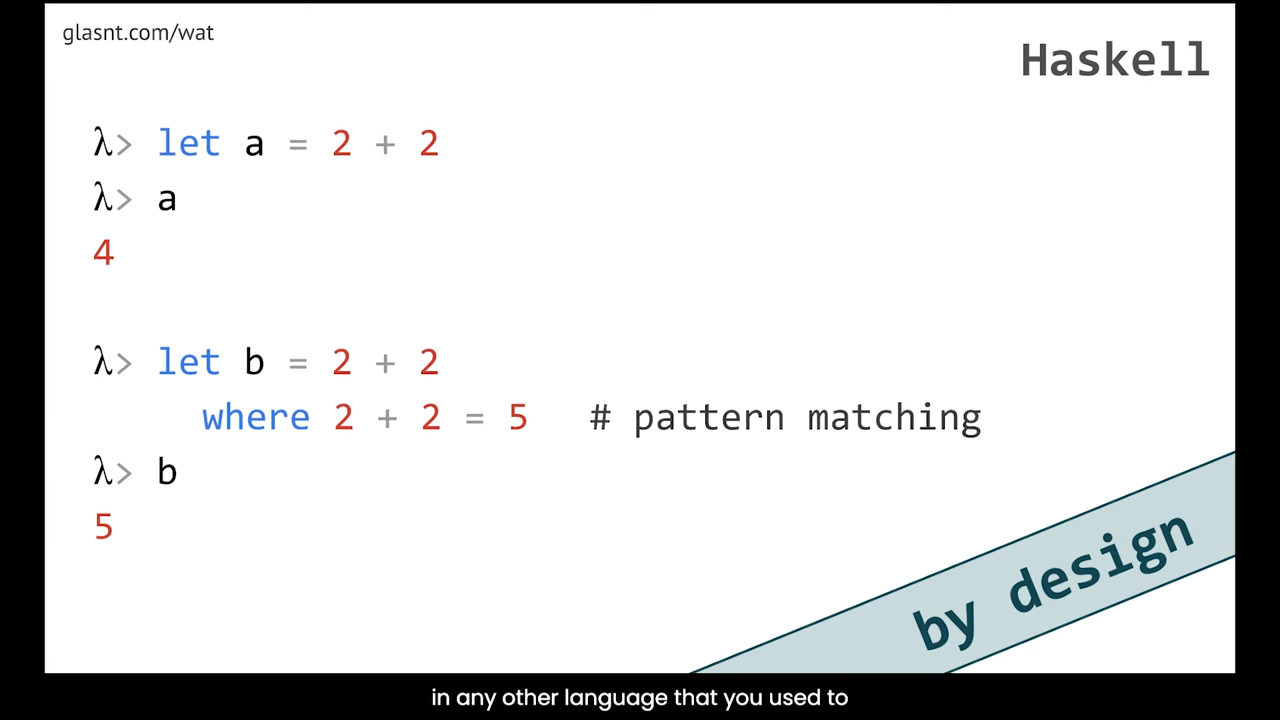 glasnt.com/wat
Haskell
λ> let a = 2 + 2
λ> a
4
λ> let b = 2 + 2
where 2 + 2 = 5 # pattern matching
λ> b
5
by design
in any other language that you used to